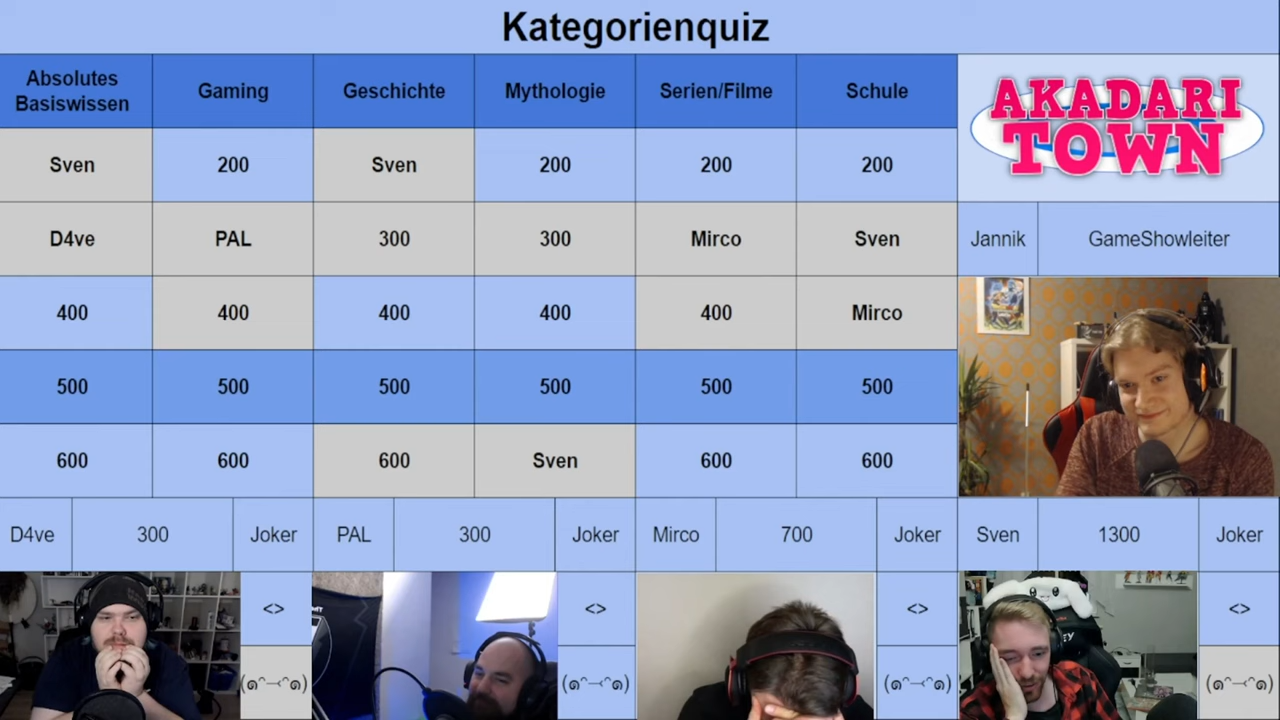 Kategorienquiz
Absolutes
Basiswissen
Gaming
Geschichte
Mythologie
Serien/Filme
Schule
AKADARI
TOWN
Sven 200 Sven 200 200 200
D4ve PAL 300 300 Mirco Sven
Jannik GameShowleiter
400 400 400 400 400 Mirco
500 500 500 500 500 500
600 600 600 Sven 600 600
D4ve 300 Joker PAL 300 Joker Mirco 700 Joker Sven 1300 Joker
<> <> <> <>